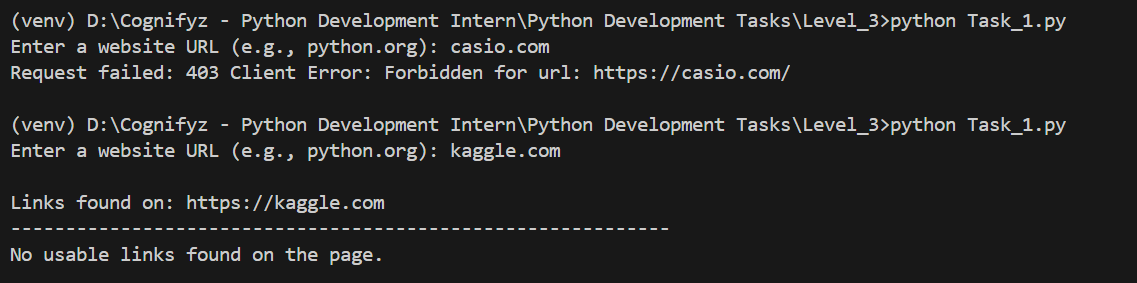 (venv) D:\Cognifyz - Python Development Intern\Python Development Tasks\Level_3>python Task_1.py
Enter a website URL (e.g., python.org): casio.com
Request failed: 403 Client Error: Forbidden for url: https://casio.com/
(venv) D:\Cognifyz - Python Development Intern\Python Development Tasks\Level_3>python Task_1.py
Enter a website URL (e.g., python.org): kaggle.com
Links found on: https://kaggle.com
------------------------------------------------------------
No usable links found on the page.